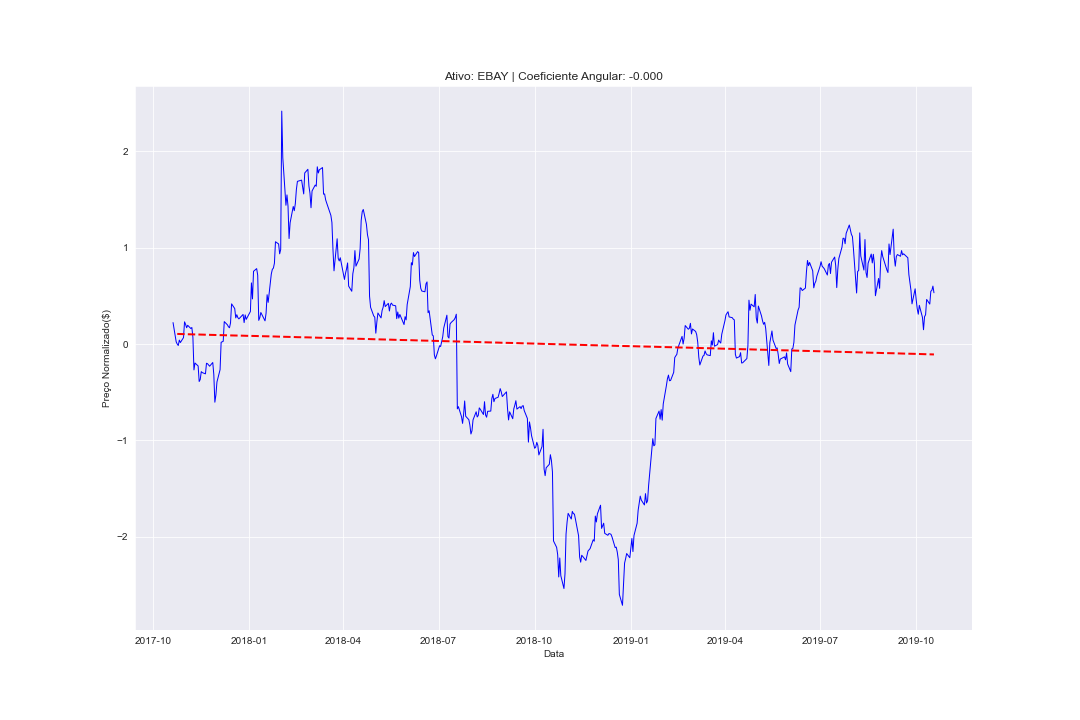 Ativo: EBAY | Coeficiente Angular: -0.000
Preço Normalizado($)
2
1
0
−1
−2
2017-10 2018-01 2018-04 2018-07 2018-10 2019-01 2019-04 2019-07 2019-10
Data